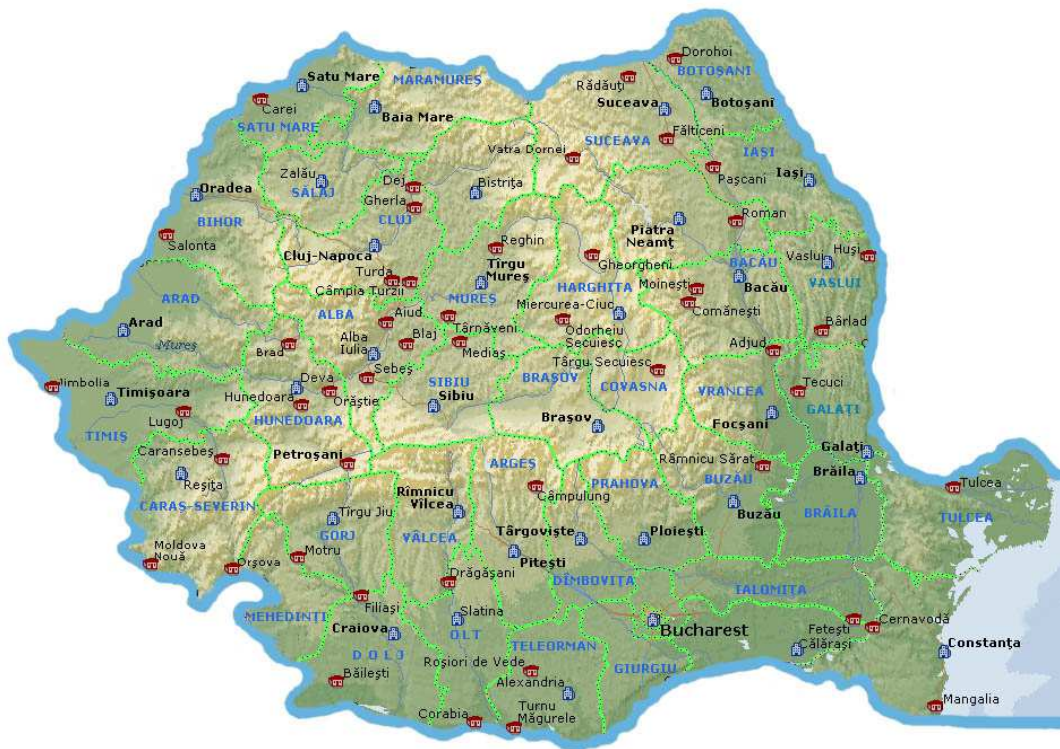 Dorohoi
BOTOȘANI
Satu Mare
MARAMUREȘ
Rădăuți
Carei
Baia Mare
Suceava
Botoșani
SATU MARE
Fălticeni
SUCEAVA
IAȘI
Vatra Dornei
Zalău
Dej
Pașcani
Iași
Oradea
SĂLAJ
Bistrița
Gherla
BIHOR
CLUJ
Roman
Piatra
Neamț
Salonta
Reghin
Cluj-Napoca
Gheorgheni
BACĂU
Vaslui
Huși
Tîrgu
Mureș
Turda
HARGHITA
Moinești
Bacău
VASLUI
Câmpia Turzii
ARAD
MUREȘ
Miercurea-Ciuc
Comănești
ALBA
Aiud
Târnăveni
Odorheiu
Secuiesc
Bârlad
Arad
Mureș
Alba
Iulia
Blaj
Mediaș
Brad
Adjud
Târgu Secuiesc
Sebeș
Jimbolia
Timișoara
Deva
Hunedoara
Orăștie
SIBIU
Sibiu
BRAȘOV
COVASNA
VRANCEA
Tecuci
GALAȚI
Lugoj
HUNEDOARA
Brașov
Focșani
TIMIȘ
Caransebeș
Petroșani
ARGEȘ
Râmnicu Sărat
Galați
Reșița
PRAHOVA
BUZĂU
Brăila
Câmpulung
Tulcea
CARAȘ-SEVERIN
Rîmnicu
Vîlcea
Buzău
BRĂILA
TULCEA
Tîrgu Jiu
GORJ
VÂLCEA
Târgoviște
Ploiești
Moldova
Nouă
Motru
Pitești
Orșova
Drăgășani
DÎMBOVIȚA
IALOMIȚA
MEHEDINȚI
Filiași
Slatina
Craiova
OLT
Bucharest
Fetești
Cernavodă
DOLJ
TELEORMAN
Călărași
Constanța
Roșiori de Vede
GIURGIU
Băilești
Alexandria
Corabia
Turnu
Măgurele
Mangalia